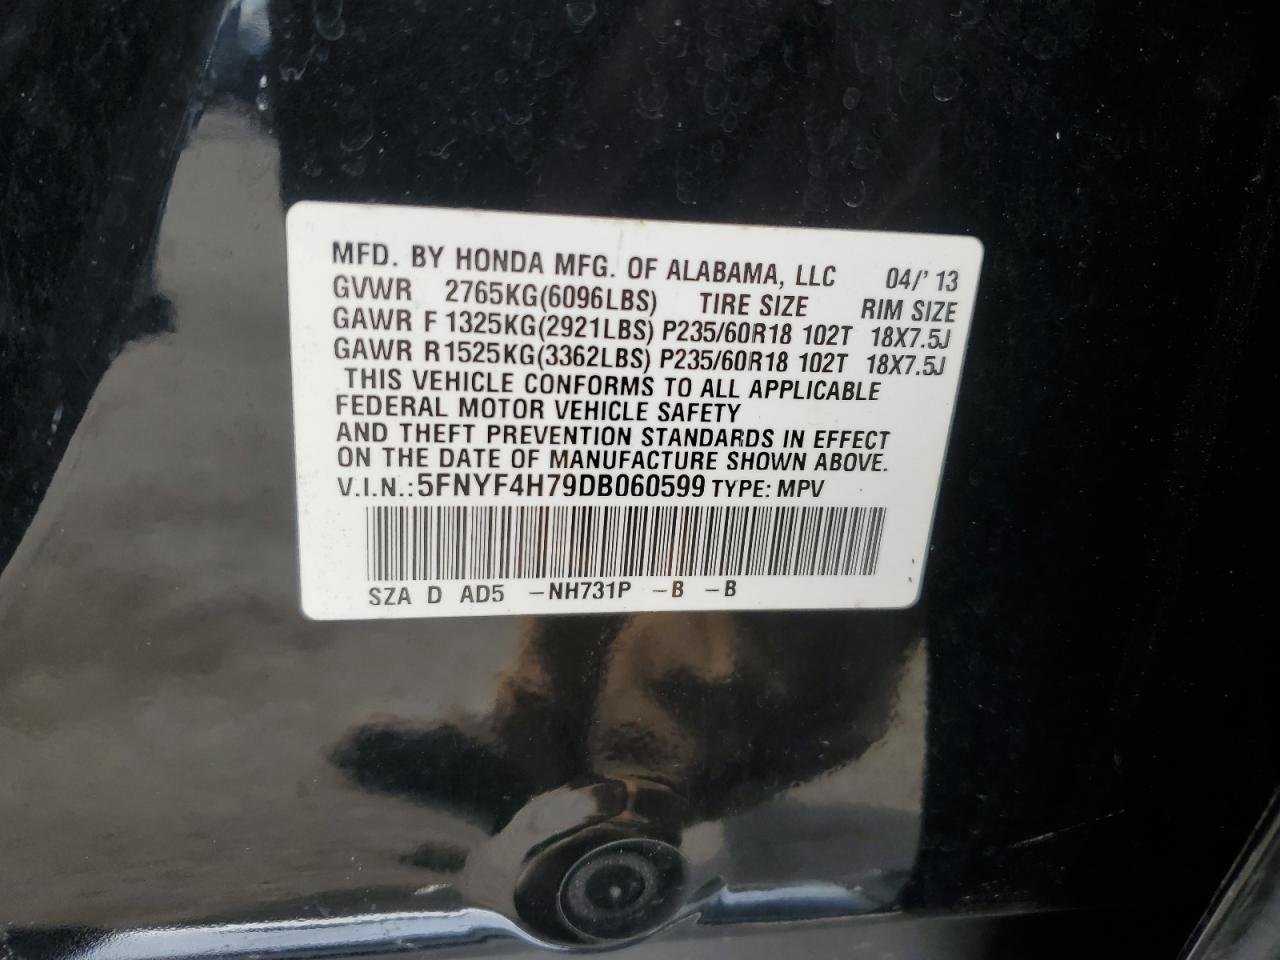 MFD. BY HONDA MFG. OF ALABAMA, LLC 04/' 13
GVWR 2765KG(6096LBS) TIRE SIZE RIM SIZE
GAWR F 1325KG(2921LBS) P235/60R18 102T 18X7.5J
GAWR R1525KG(3362LBS) P235/60R18 102T 18X7.5J
THIS VEHICLE CONFORMS TO ALL APPLICABLE
FEDERAL MOTOR VEHICLE SAFETY
AND THEFT PREVENTION STANDARDS IN EFFECT
ON THE DATE OF MANUFACTURE SHOWN ABOVE.
V.I.N.:5FNYF4H79DB060599 TYPE: MPV
SZA D AD5 –NH731P –B –B